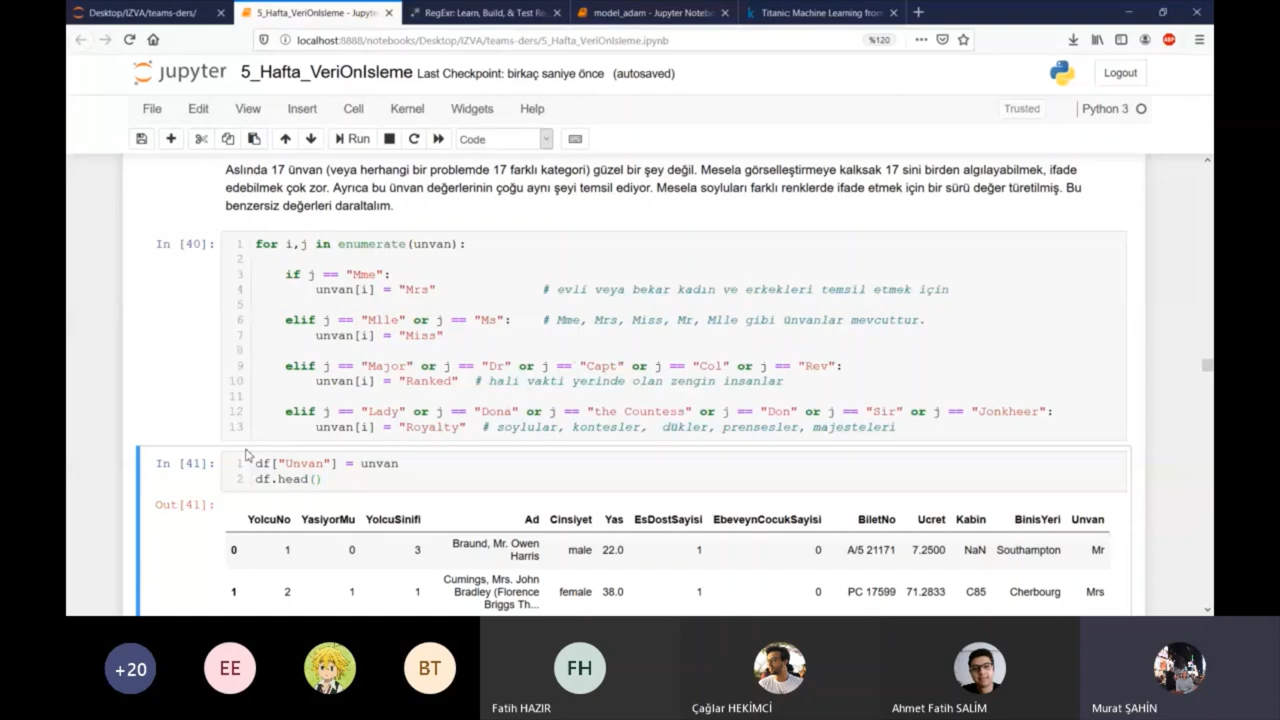 Desktop/IZVA/teams-ders/
5_Hafta_VeriOnIsleme - Jupyte
RegExr: Learn, Build, & Test Re
model_adam - Jupyter Notebo
Titanic: Machine Learning from
localhost:8888/notebooks/Desktop/IZVA/teams-ders/5_Hafta_VeriOnIsleme.ipynb
%120
ABP
jupyter 5_Hafta_VeriOnIsleme Last Checkpoint: birkaç saniye önce (autosaved)
Logout
File Edit View Insert Cell Kernel Widgets Help
Trusted
Python 3
Run
Code
Aslında 17 ünvan (veya herhangi bir problemde 17 farklı kategori) güzel bir şey değil. Mesela görselleştirmeye kalksak 17 sini birden algılayabilmek, ifade
edebilmek çok zor. Ayrıca bu ünvan değerlerinin çoğu aynı şeyi temsil ediyor. Mesela soyluları farklı renklerde ifade etmek için bir sürü değer türetilmiş. Bu
benzersiz değerleri daraltalım.
In [40]:
1 for i,j in enumerate(unvan):
2
3 if j == "Mme":
4 unvan[i] = "Mrs" # evli veya bekar kadın ve erkekleri temsil etmek için
5
6 elif j == "Mlle" or j == "Ms": # Mme, Mrs, Miss, Mr, Mlle gibi ünvanlar mevcuttur.
7 unvan[i] = "Miss"
8
9 elif j == "Major" or j == "Dr" or j == "Capt" or j == "Col" or j == "Rev":
10 unvan[i] = "Ranked" # hali vakti yerinde olan zengin insanlar
11
12 elif j == "Lady" or j == "Dona" or j == "the Countess" or j == "Don" or j == "Sir" or j == "Jonkheer":
13 unvan[i] = "Royalty" # soylular, kontesler, dükler, prensesler, majesteleri
In [41]:
1 df["Unvan"] = unvan
2 df.head()
Out[41]:
YolcuNo YasiyorMu YolcuSinifi Ad Cinsiyet Yas EsDostSayisi EbeveynCocukSayisi BiletNo Ucret Kabin BinisYeri Unvan
0 1 0 3 Braund, Mr. Owen Harris male 22.0 1 0 A/5 21171 7.2500 NaN Southampton Mr
1 2 1 1 Cumings, Mrs. John Bradley (Florence Briggs Th... female 38.0 1 0 PC 17599 71.2833 C85 Cherbourg Mrs
+20
EE
BT
FH
Fatih HAZIR
Çağlar HEKİMCİ
Ahmet Fatih SALİM
Murat ŞAHİN